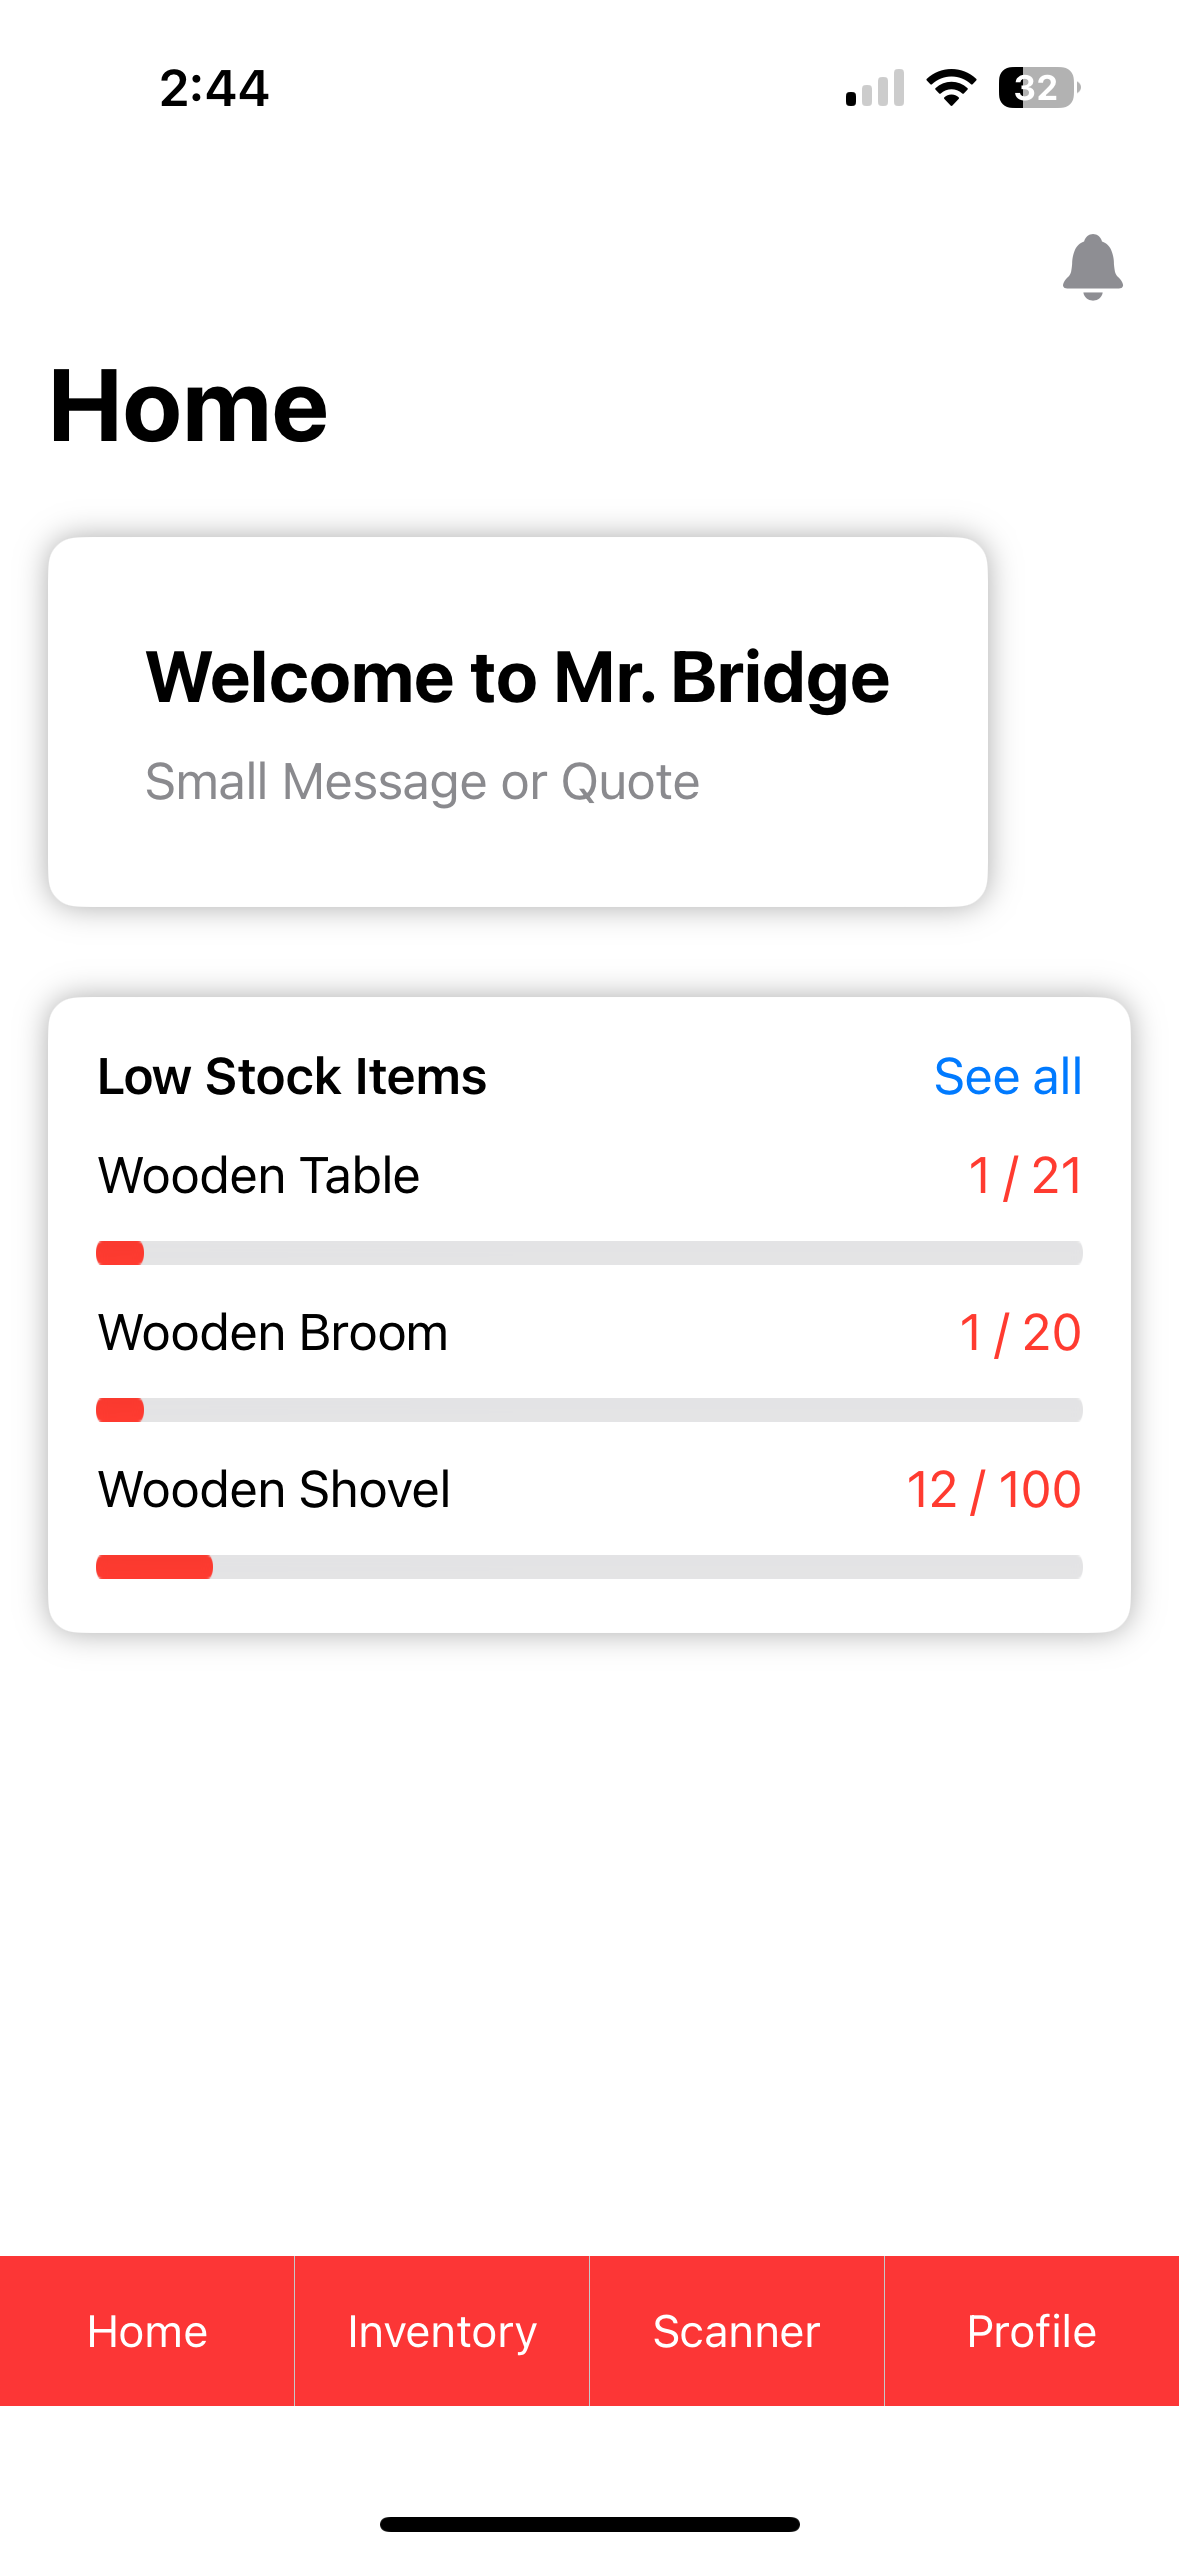 2:44
32
Home
Welcome to Mr. Bridge
Small Message or Quote
Low Stock Items See all
Wooden Table 1 / 21
Wooden Broom 1 / 20
Wooden Shovel 12 / 100
Home Inventory Scanner Profile